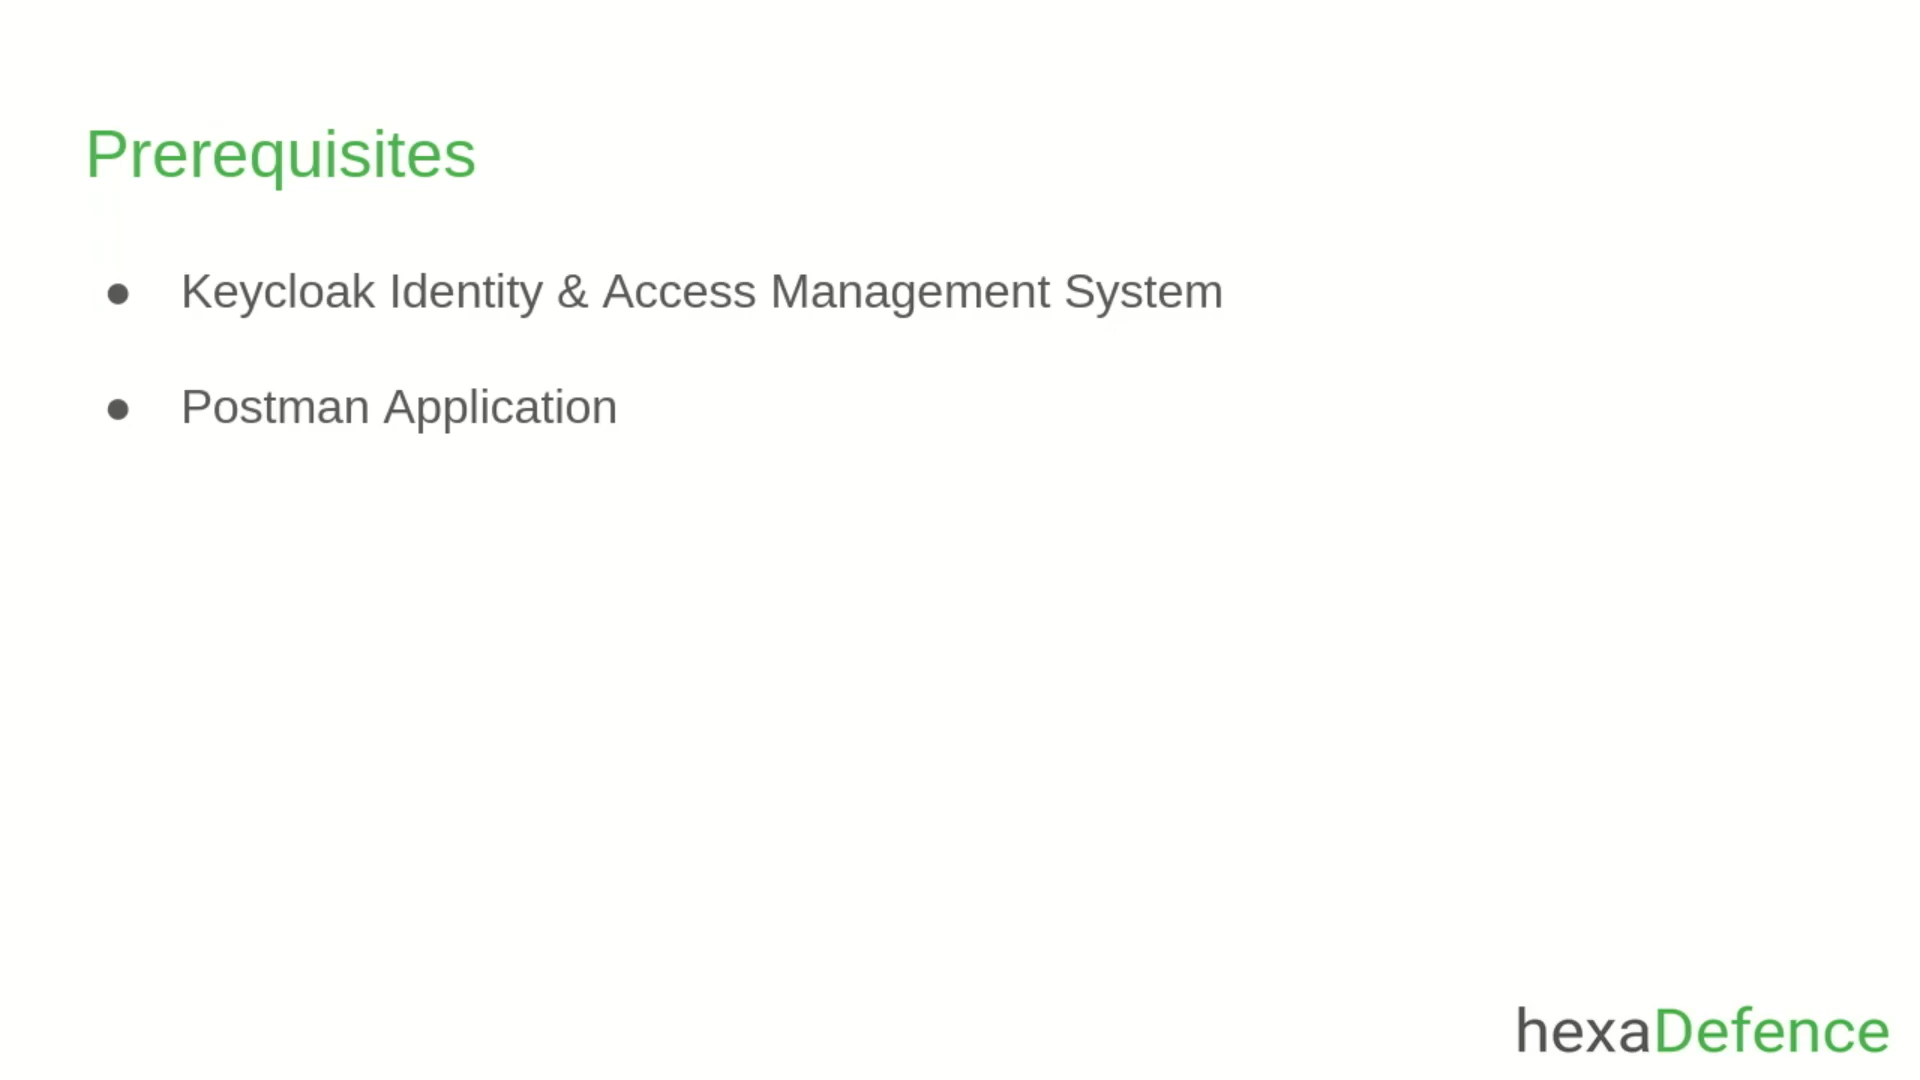 Prerequisites
● Keycloak Identity & Access Management System
● Postman Application
hexaDefence